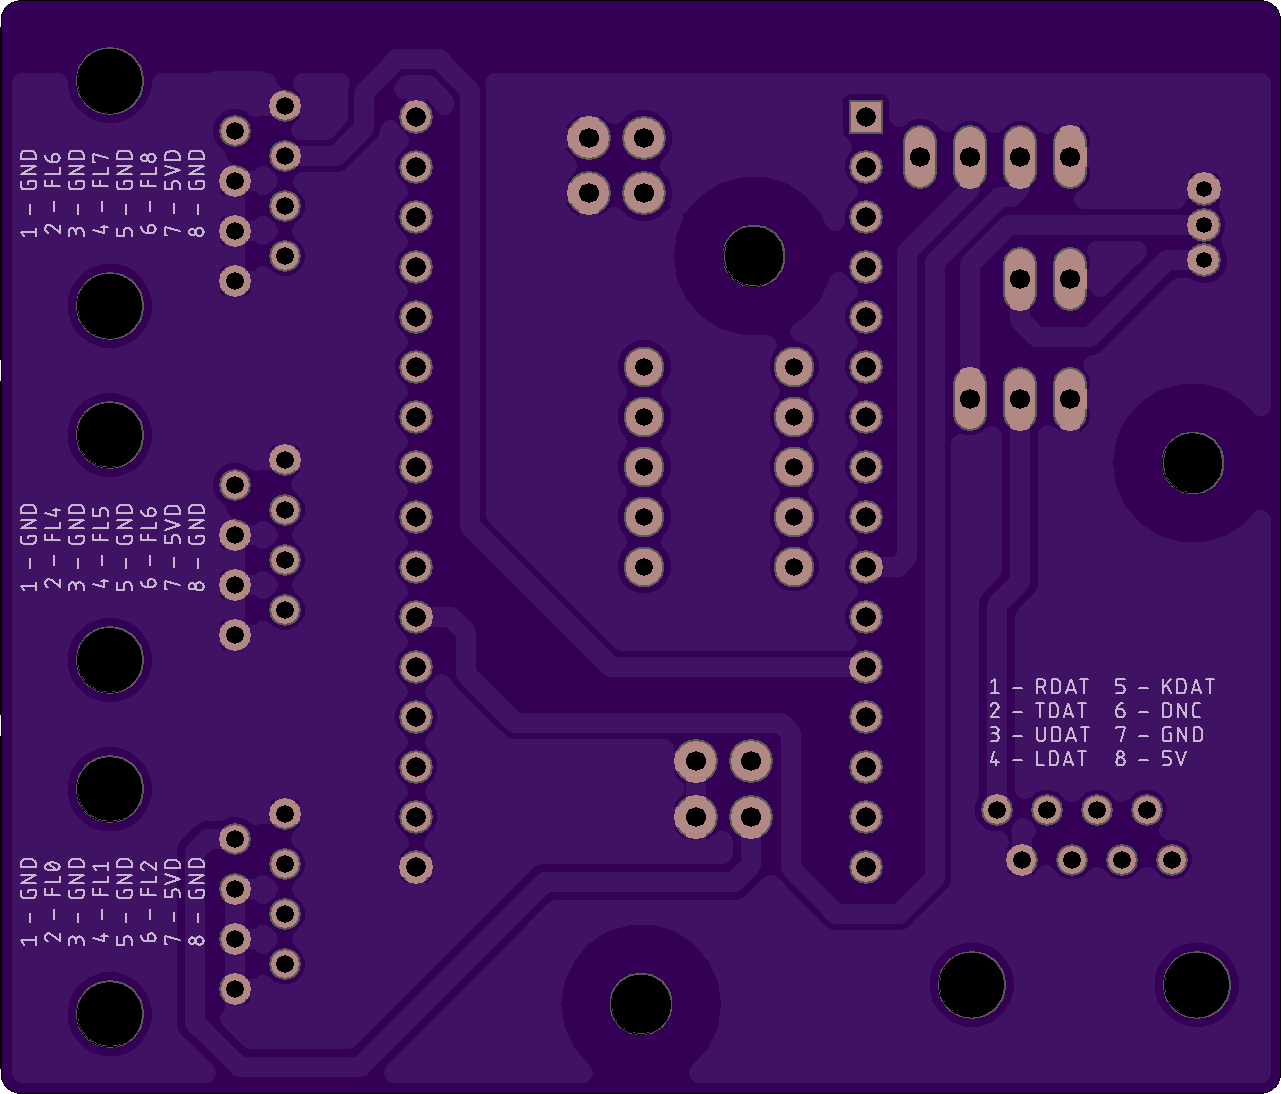 1 - GND
2 - FL6
3 - GND
4 - FL7
5 - GND
6 - FL8
7 - 5VD
8 - GND
1 - GND
2 - FL4
3 - GND
4 - FL5
5 - GND
6 - FL6
7 - 5VD
8 - GND
1 - RDAT 5 - KDAT
2 - TDAT 6 - DNC
3 - UDAT 7 - GND
4 - LDAT 8 - 5V
1 - GND
2 - FL0
3 - GND
4 - FL1
5 - GND
6 - FL2
7 - 5VD
8 - GND